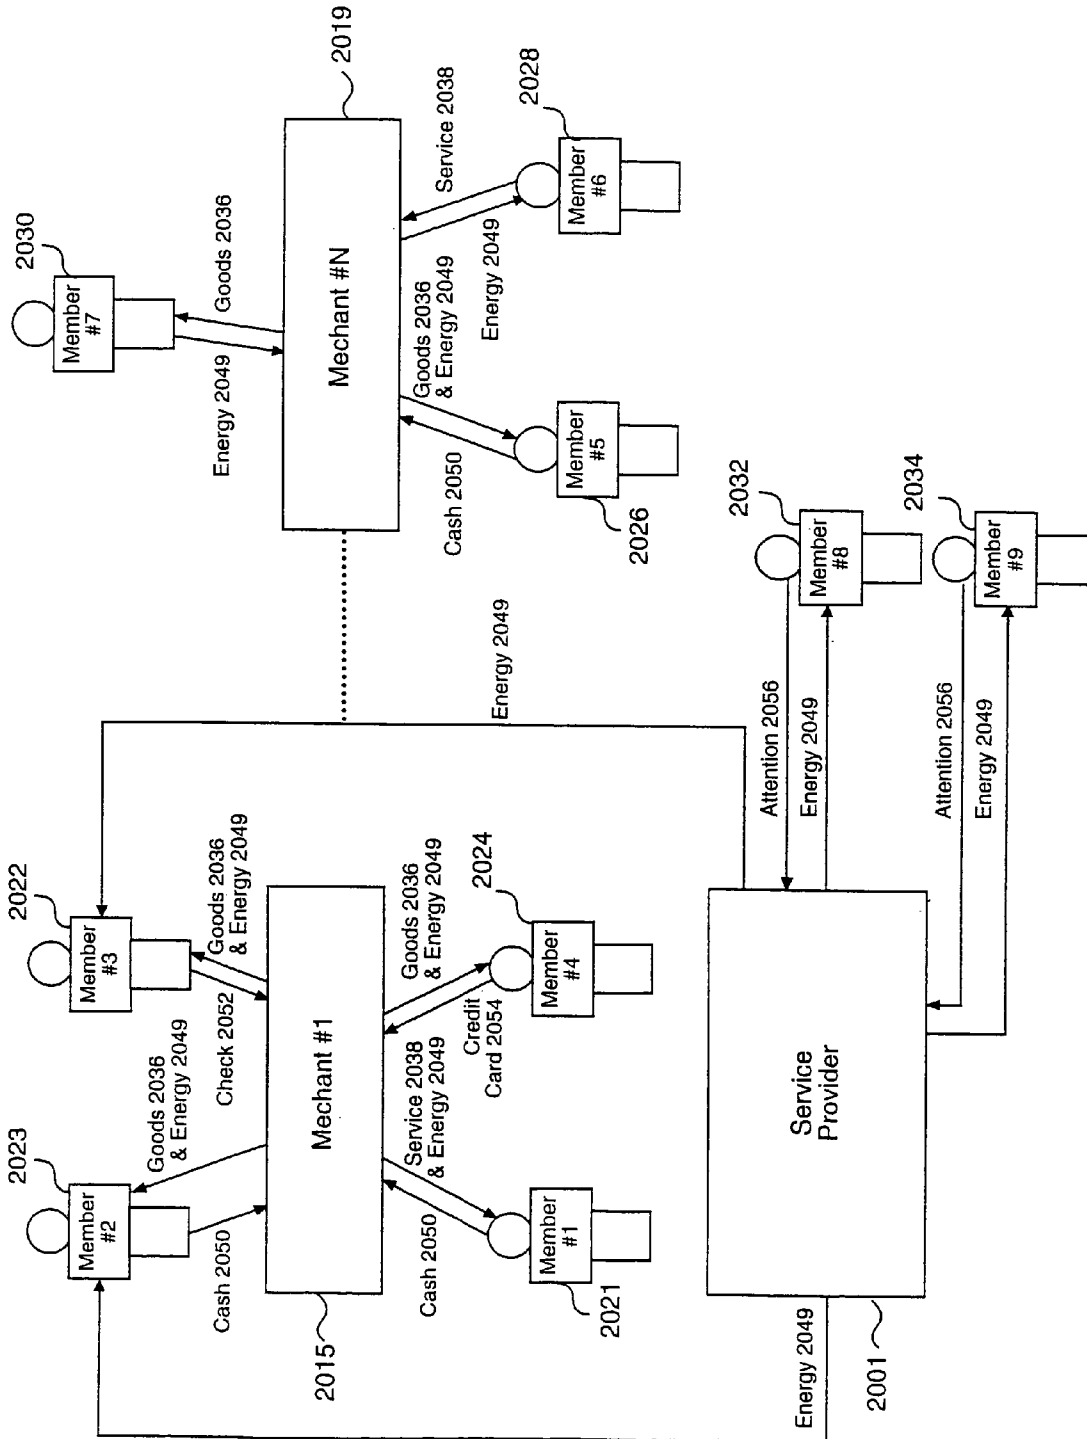 2023
Member
#2
Goods 2036
& Energy 2049
Cash 2050
2022
Member
#3
Goods 2036
& Energy 2049
Check 2052
2015
Mechant #1
Cash 2050
Service 2038
& Energy 2049
Credit
Card 2054
Goods 2036
& Energy 2049
2021
Member
#1
2024
Member
#4
2030
Member
#7
Energy 2049
Goods 2036
Mechant #N
2019
Cash 2050
Goods 2036
& Energy 2049
Energy 2049
Service 2038
2026
Member
#5
2028
Member
#6
Energy 2049
Energy 2049
2001
Service
Provider
Attention 2056
Energy 2049
2032
Member
#8
Attention 2056
Energy 2049
2034
Member
#9